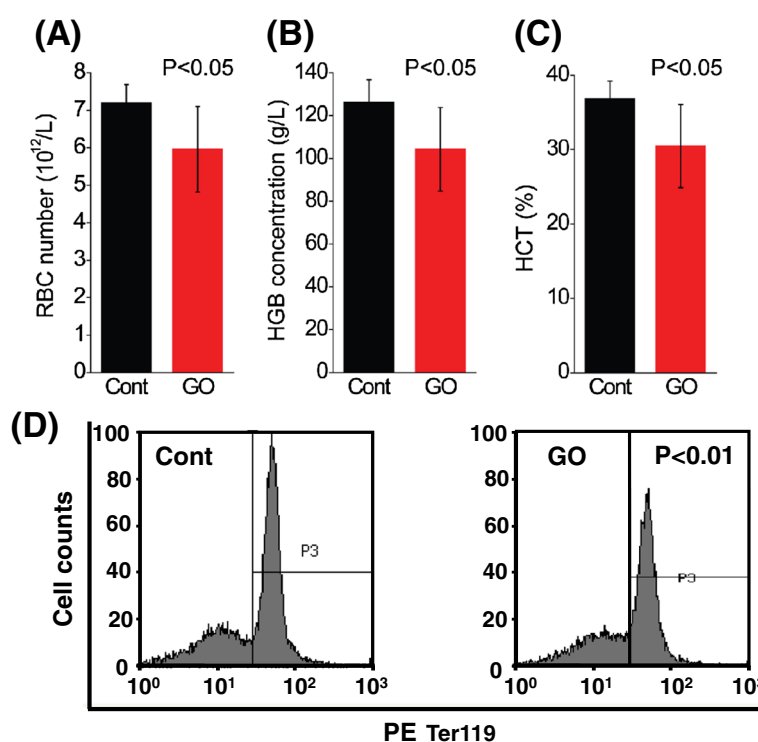 (A)
P<0.05
RBC number (10¹²/L)
8
7
6
5
4
3
2
1
0
Cont GO
(B)
P<0.05
HGB concentration (g/L)
140
120
100
80
60
40
20
0
Cont GO
(C)
P<0.05
HCT (%)
40
30
20
10
0
Cont GO
(D)
Cell counts
100
80
60
40
20
0
Cont
P3
10⁰ 10¹ 10² 10³
100
80
60
40
20
0
GO P<0.01
P3
10⁰ 10¹ 10² 10³
PE Ter119